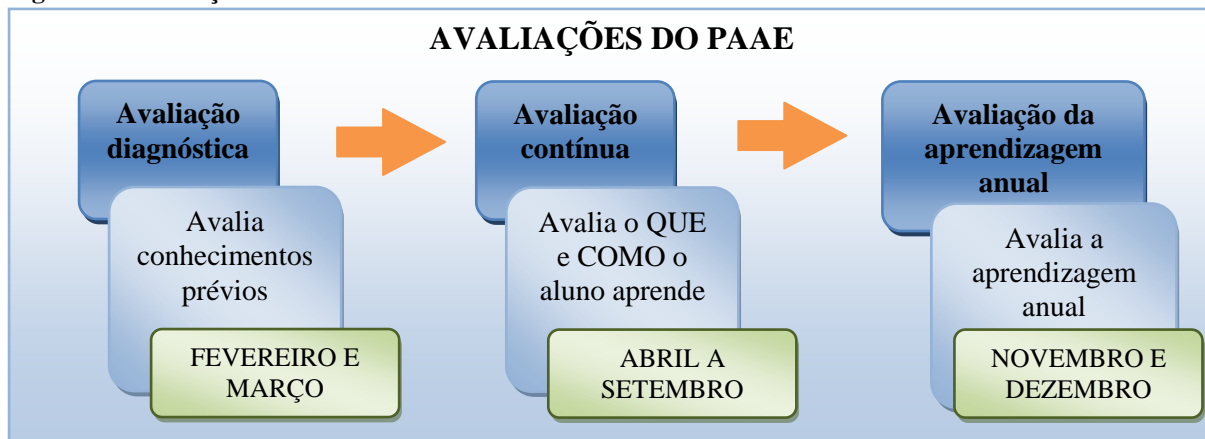 AVALIAÇÕES DO PAAE
Avaliação
diagnóstica
Avalia
conhecimentos
prévios
FEVEREIRO E
MARÇO
Avaliação
contínua
Avalia o QUE
e COMO o
aluno aprende
ABRIL A
SETEMBRO
Avaliação da
aprendizagem
anual
Avalia a
aprendizagem
anual
NOVEMBRO E
DEZEMBRO